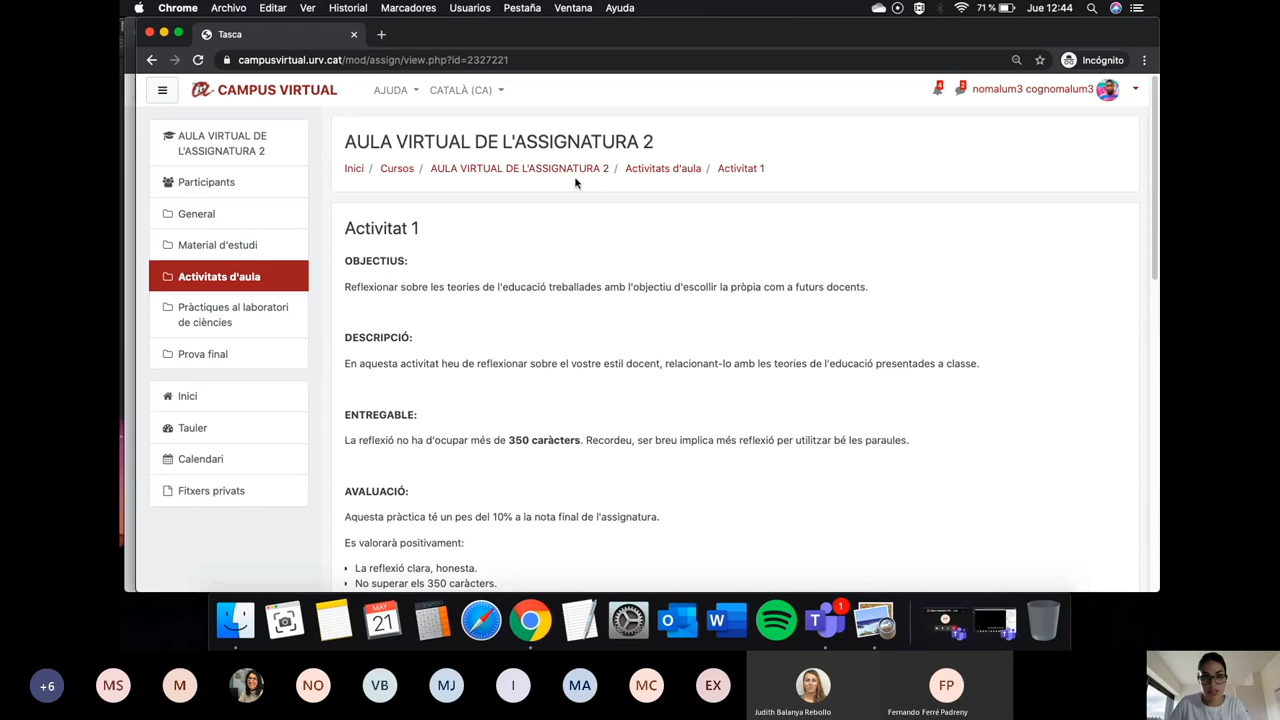 Chrome Archivo Editar Ver Historial Marcadores Usuarios Pestaña Ventana Ayuda 71 % Jue 12:44
Tasca
campusvirtual.urv.cat/mod/assign/view.php?id=2327221 Incógnito
CAMPUS VIRTUAL AJUDA CATALÀ (CA) 4 2 nomalum3 cognomalum3
AULA VIRTUAL DE
L'ASSIGNATURA 2
Participants
General
Material d'estudi
Activitats d'aula
Pràctiques al laboratori
de ciències
Prova final
Inici
Tauler
Calendari
Fitxers privats
AULA VIRTUAL DE L'ASSIGNATURA 2
Inici / Cursos / AULA VIRTUAL DE L'ASSIGNATURA 2 / Activitats d'aula / Activitat 1
Activitat 1
OBJECTIUS:
Reflexionar sobre les teories de l'educació treballades amb l'objectiu d'escollir la pròpia com a futurs docents.
DESCRIPCIÓ:
En aquesta activitat heu de reflexionar sobre el vostre estil docent, relacionant-lo amb les teories de l'educació presentades a classe.
ENTREGABLE:
La reflexió no ha d'ocupar més de 350 caràcters. Recordeu, ser breu implica més reflexió per utilitzar bé les paraules.
AVALUACIÓ:
Aquesta pràctica té un pes del 10% a la nota final de l'assignatura.
Es valorarà positivament:
La reflexió clara, honesta.
No superar els 350 caràcters.
MAY
21
1
+6 MS M NO VB MJ I MA MC EX FP
Judith Balanya Rebollo Fernando Ferré Padreny